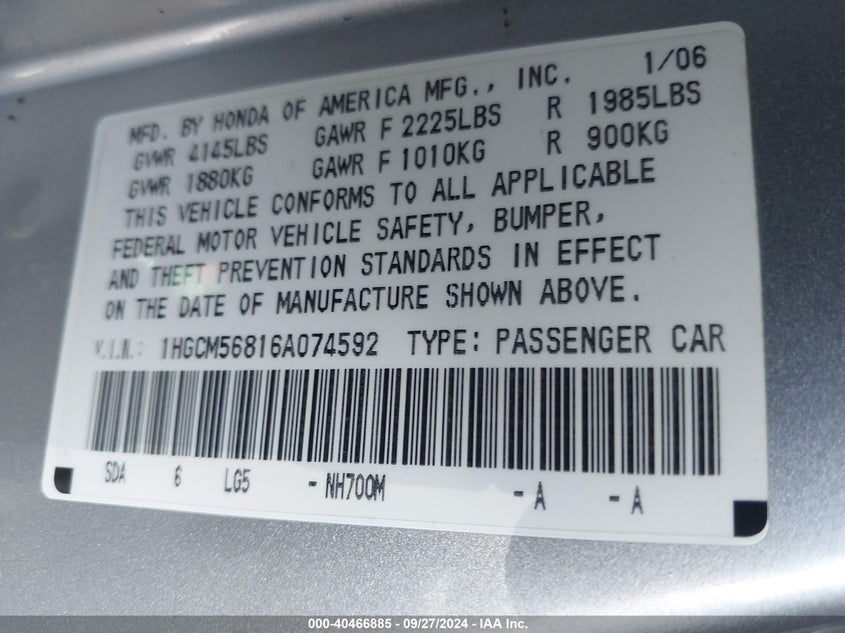 MFD. BY HONDA OF AMERICA MFG., INC. 1/06
GVWR 4145LBS GAWR F 2225LBS R 1985LBS
GVWR 1880KG GAWR F 1010KG R 900KG
THIS VEHICLE CONFORMS TO ALL APPLICABLE
FEDERAL MOTOR VEHICLE SAFETY, BUMPER,
AND THEFT PREVENTION STANDARDS IN EFFECT
ON THE DATE OF MANUFACTURE SHOWN ABOVE.
V.I.N.: 1HGCM56816A074592 TYPE: PASSENGER CAR
SDA 6 LG5 - NH700M - A - A
000-40466885 - 09/27/2024 - IAA Inc.